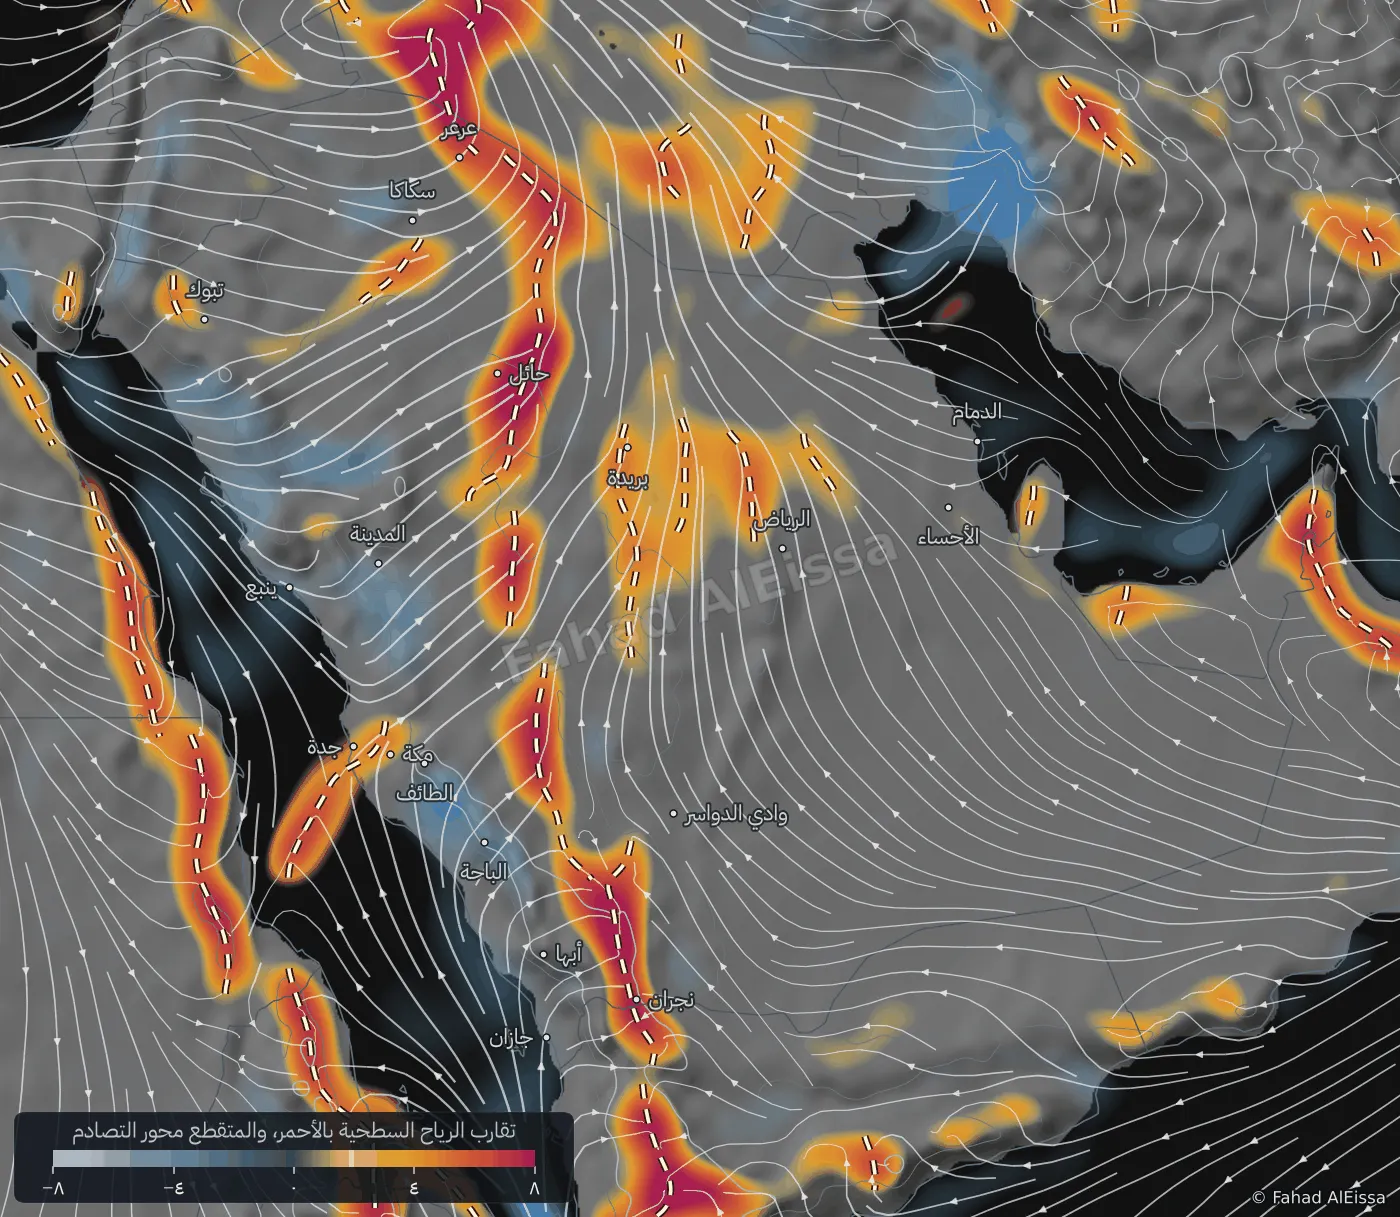 عرعر
سكاكا
تبوك
حائل
الدمام
بريدة
الرياض
المدينة
الأحساء
ينبع
Fahad AlEissa
جدة
مكة
الطائف
وادي الدواسر
الباحة
أبها
نجران
جازان
تقارب الرياح السطحية بالأحمر، والمتقطع محور التصادم
−٨ −٤ ٠ ٤ ٨
© Fahad AlEissa